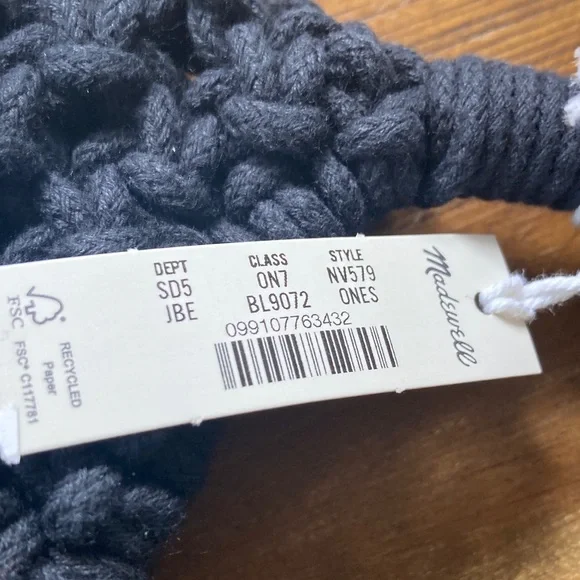 DEPT CLASS STYLE
SD5 ON7 NV579
JBE BL9072 ONES
099107763432
Madewell
FSC
FSC® C117781
RECYCLED
Paper